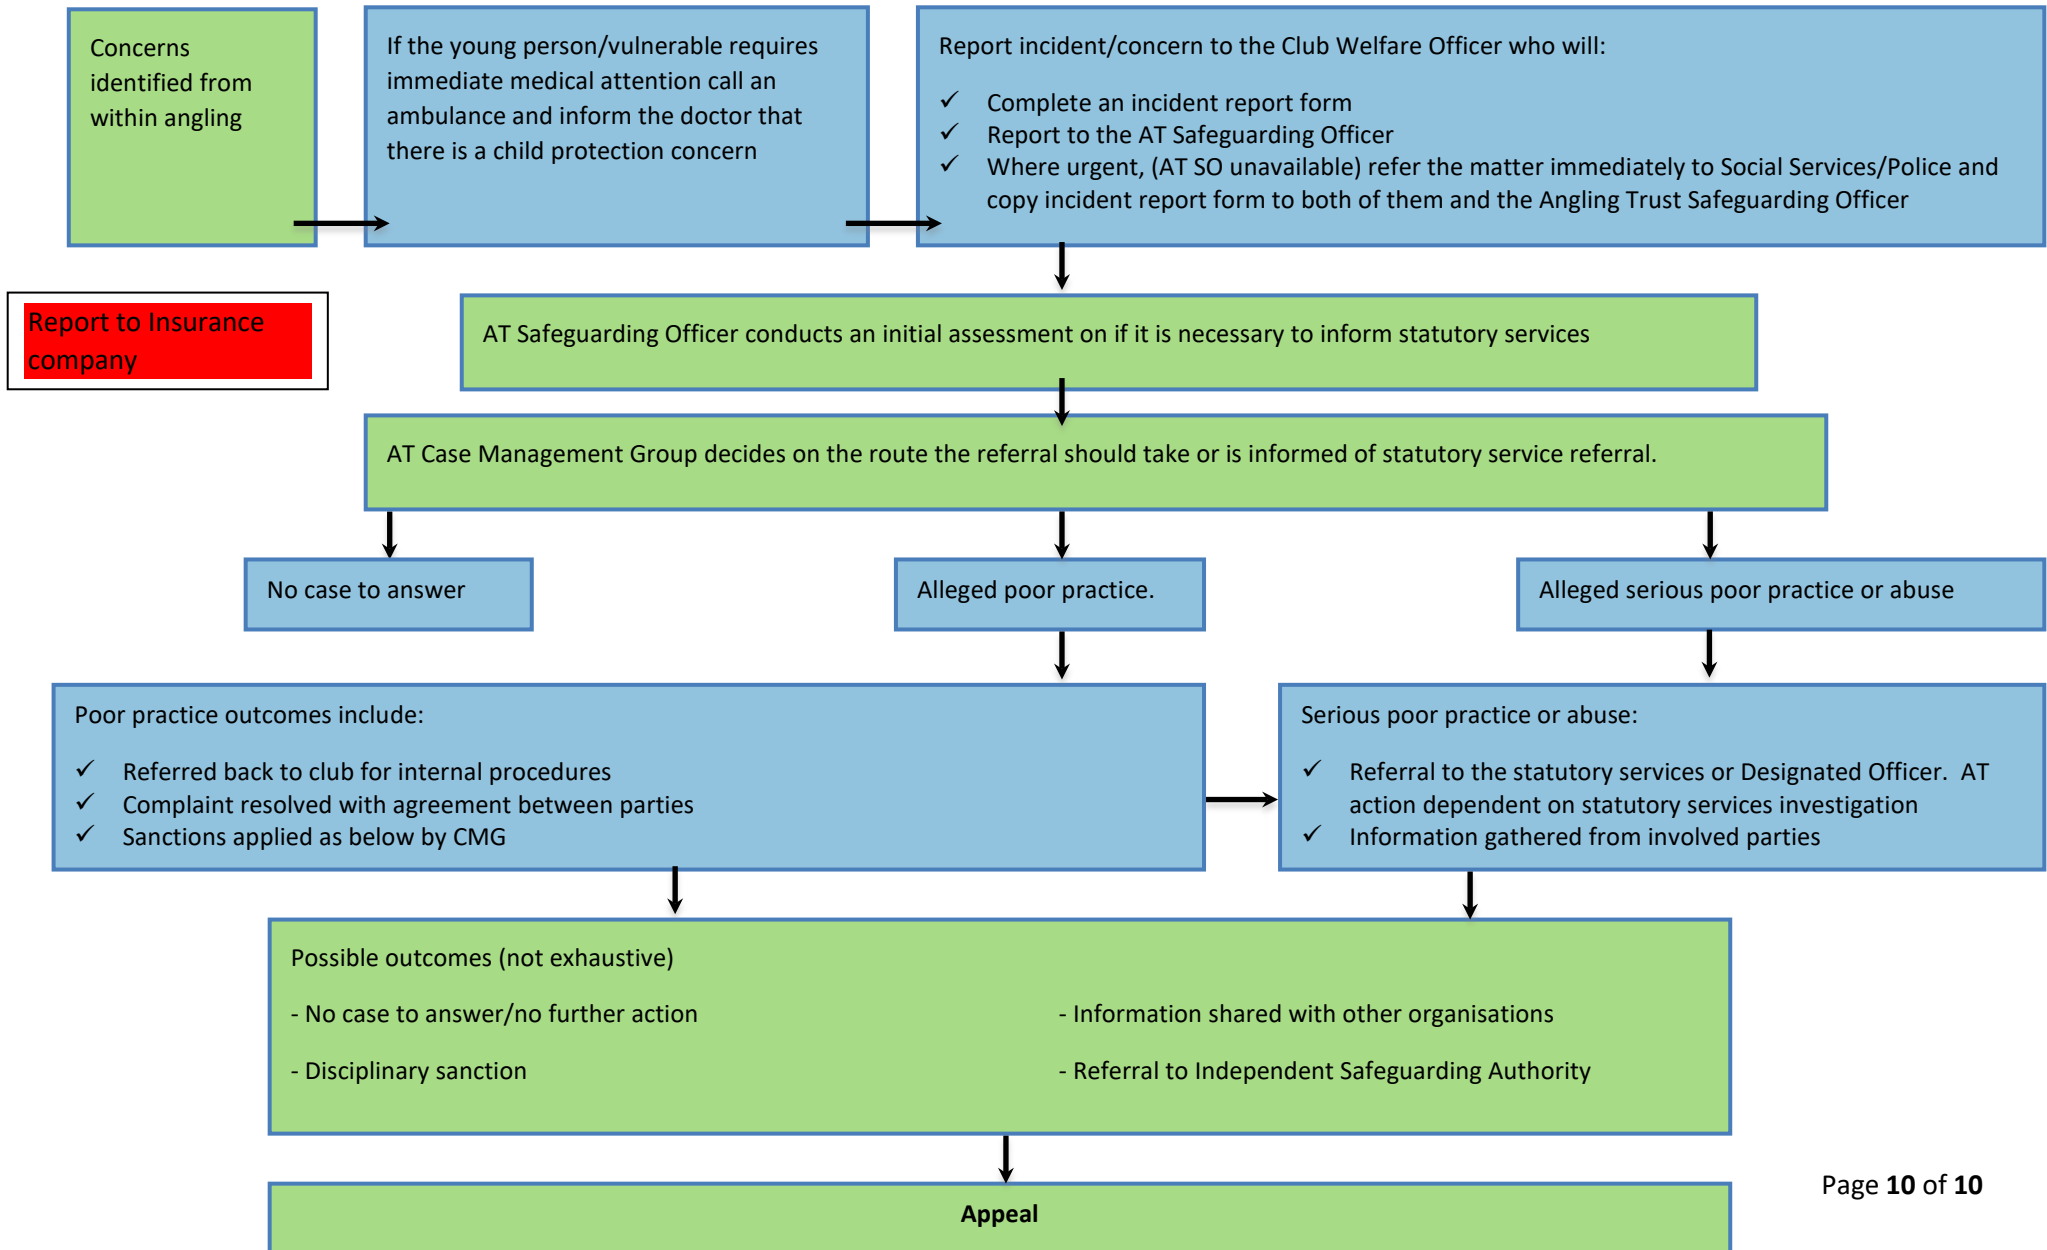 Concerns
identified from
within angling
If the young person/vulnerable requires
immediate medical attention call an
ambulance and inform the doctor that
there is a child protection concern
Report incident/concern to the Club Welfare Officer who will:
✓ Complete an incident report form
✓ Report to the AT Safeguarding Officer
✓ Where urgent, (AT SO unavailable) refer the matter immediately to Social Services/Police and
copy incident report form to both of them and the Angling Trust Safeguarding Officer
Report to Insurance
company
AT Safeguarding Officer conducts an initial assessment on if it is necessary to inform statutory services
AT Case Management Group decides on the route the referral should take or is informed of statutory service referral.
No case to answer
Alleged poor practice.
Alleged serious poor practice or abuse
Poor practice outcomes include:
✓ Referred back to club for internal procedures
✓ Complaint resolved with agreement between parties
✓ Sanctions applied as below by CMG
Serious poor practice or abuse:
✓ Referral to the statutory services or Designated Officer. AT
action dependent on statutory services investigation
✓ Information gathered from involved parties
Possible outcomes (not exhaustive)
- No case to answer/no further action
- Information shared with other organisations
- Disciplinary sanction
- Referral to Independent Safeguarding Authority
Page 10 of 10
Appeal